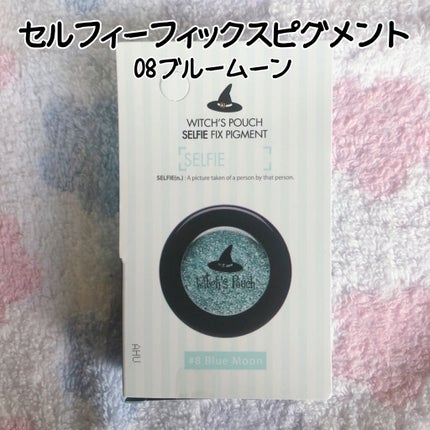 セルフィーフィックスピグメント
08ブルームーン
WITCH'S POUCH
SELFIE FIX PIGMENT
[SELFIE
SELFIE(n.) : A picture taken of a person by that person.
Witch's Pouch
#8 Blue Moon
AHU